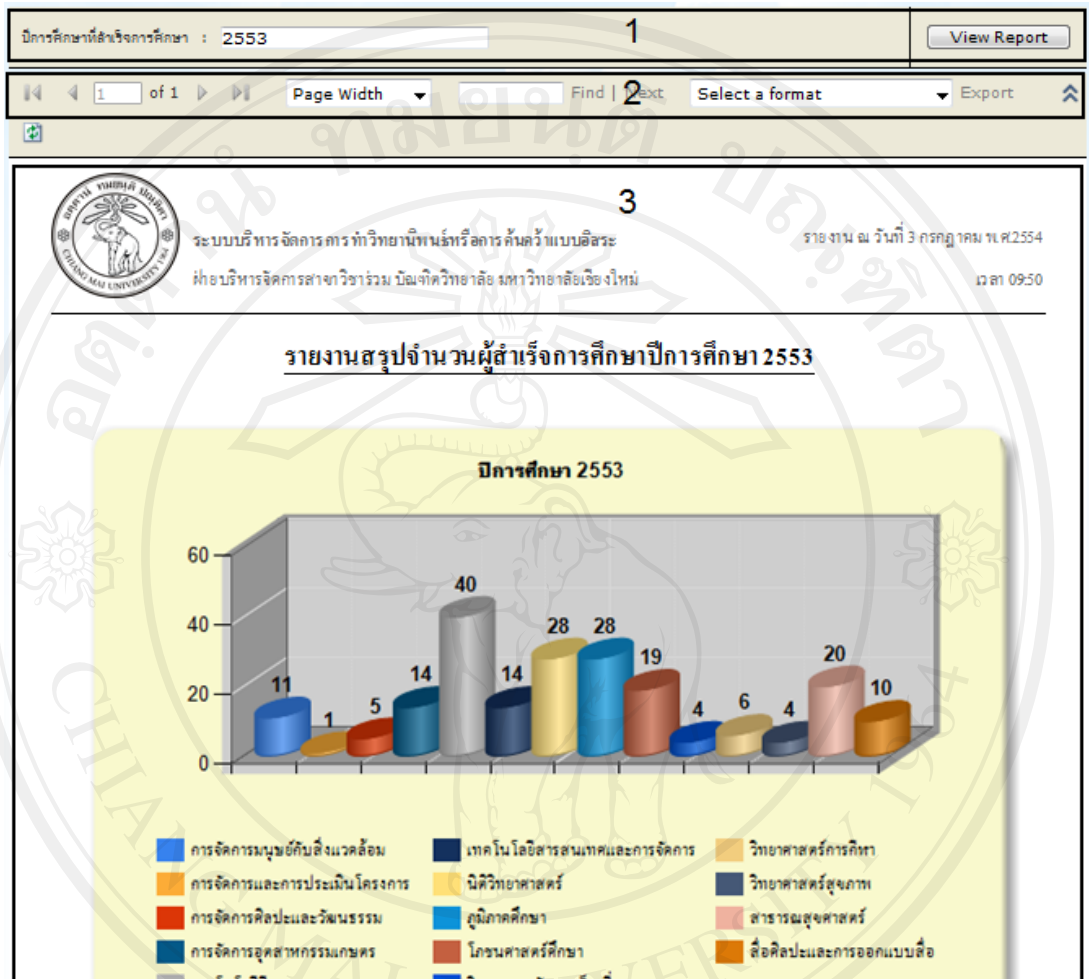 ปีการศึกษาที่สำเร็จการศึกษา : 2553
1
View Report
1 of 1 Page Width Find | Next Select a format Export
2
3
ระบบบริหารจัดการการทำวิทยานิพนธ์หรือการค้นคว้าแบบอิสระ
รายงาน ณ วันที่ 3 กรกฎาคม พ.ศ.2554
ฝ่ายบริหารจัดการสาขาวิชาร่วม บัณฑิตวิทยาลัย มหาวิทยาลัยเชียงใหม่
เวลา 09:50
CHIANG MAI UNIVERSITY 1964
รายงานสรุปจำนวนผู้สำเร็จการศึกษาปีการศึกษา 2553
ปีการศึกษา 2553
60
40
20
0
11 1 5 14 40 14 28 28 19 4 6 4 20 10
การจัดการมนุษย์กับสิ่งแวดล้อม เทคโนโลยีสารสนเทศและการจัดการ วิทยาศาสตร์การกีฬา
การจัดการและการประเมินโครงการ นิติวิทยาศาสตร์ วิทยาศาสตร์สุขภาพ
การจัดการศิลปะและวัฒนธรรม ภูมิภาคศึกษา สาธารณสุขศาสตร์
การจัดการอุตสาหกรรมเกษตร โภชนศาสตร์ศึกษา สื่อศิลปะและการออกแบบสื่อ